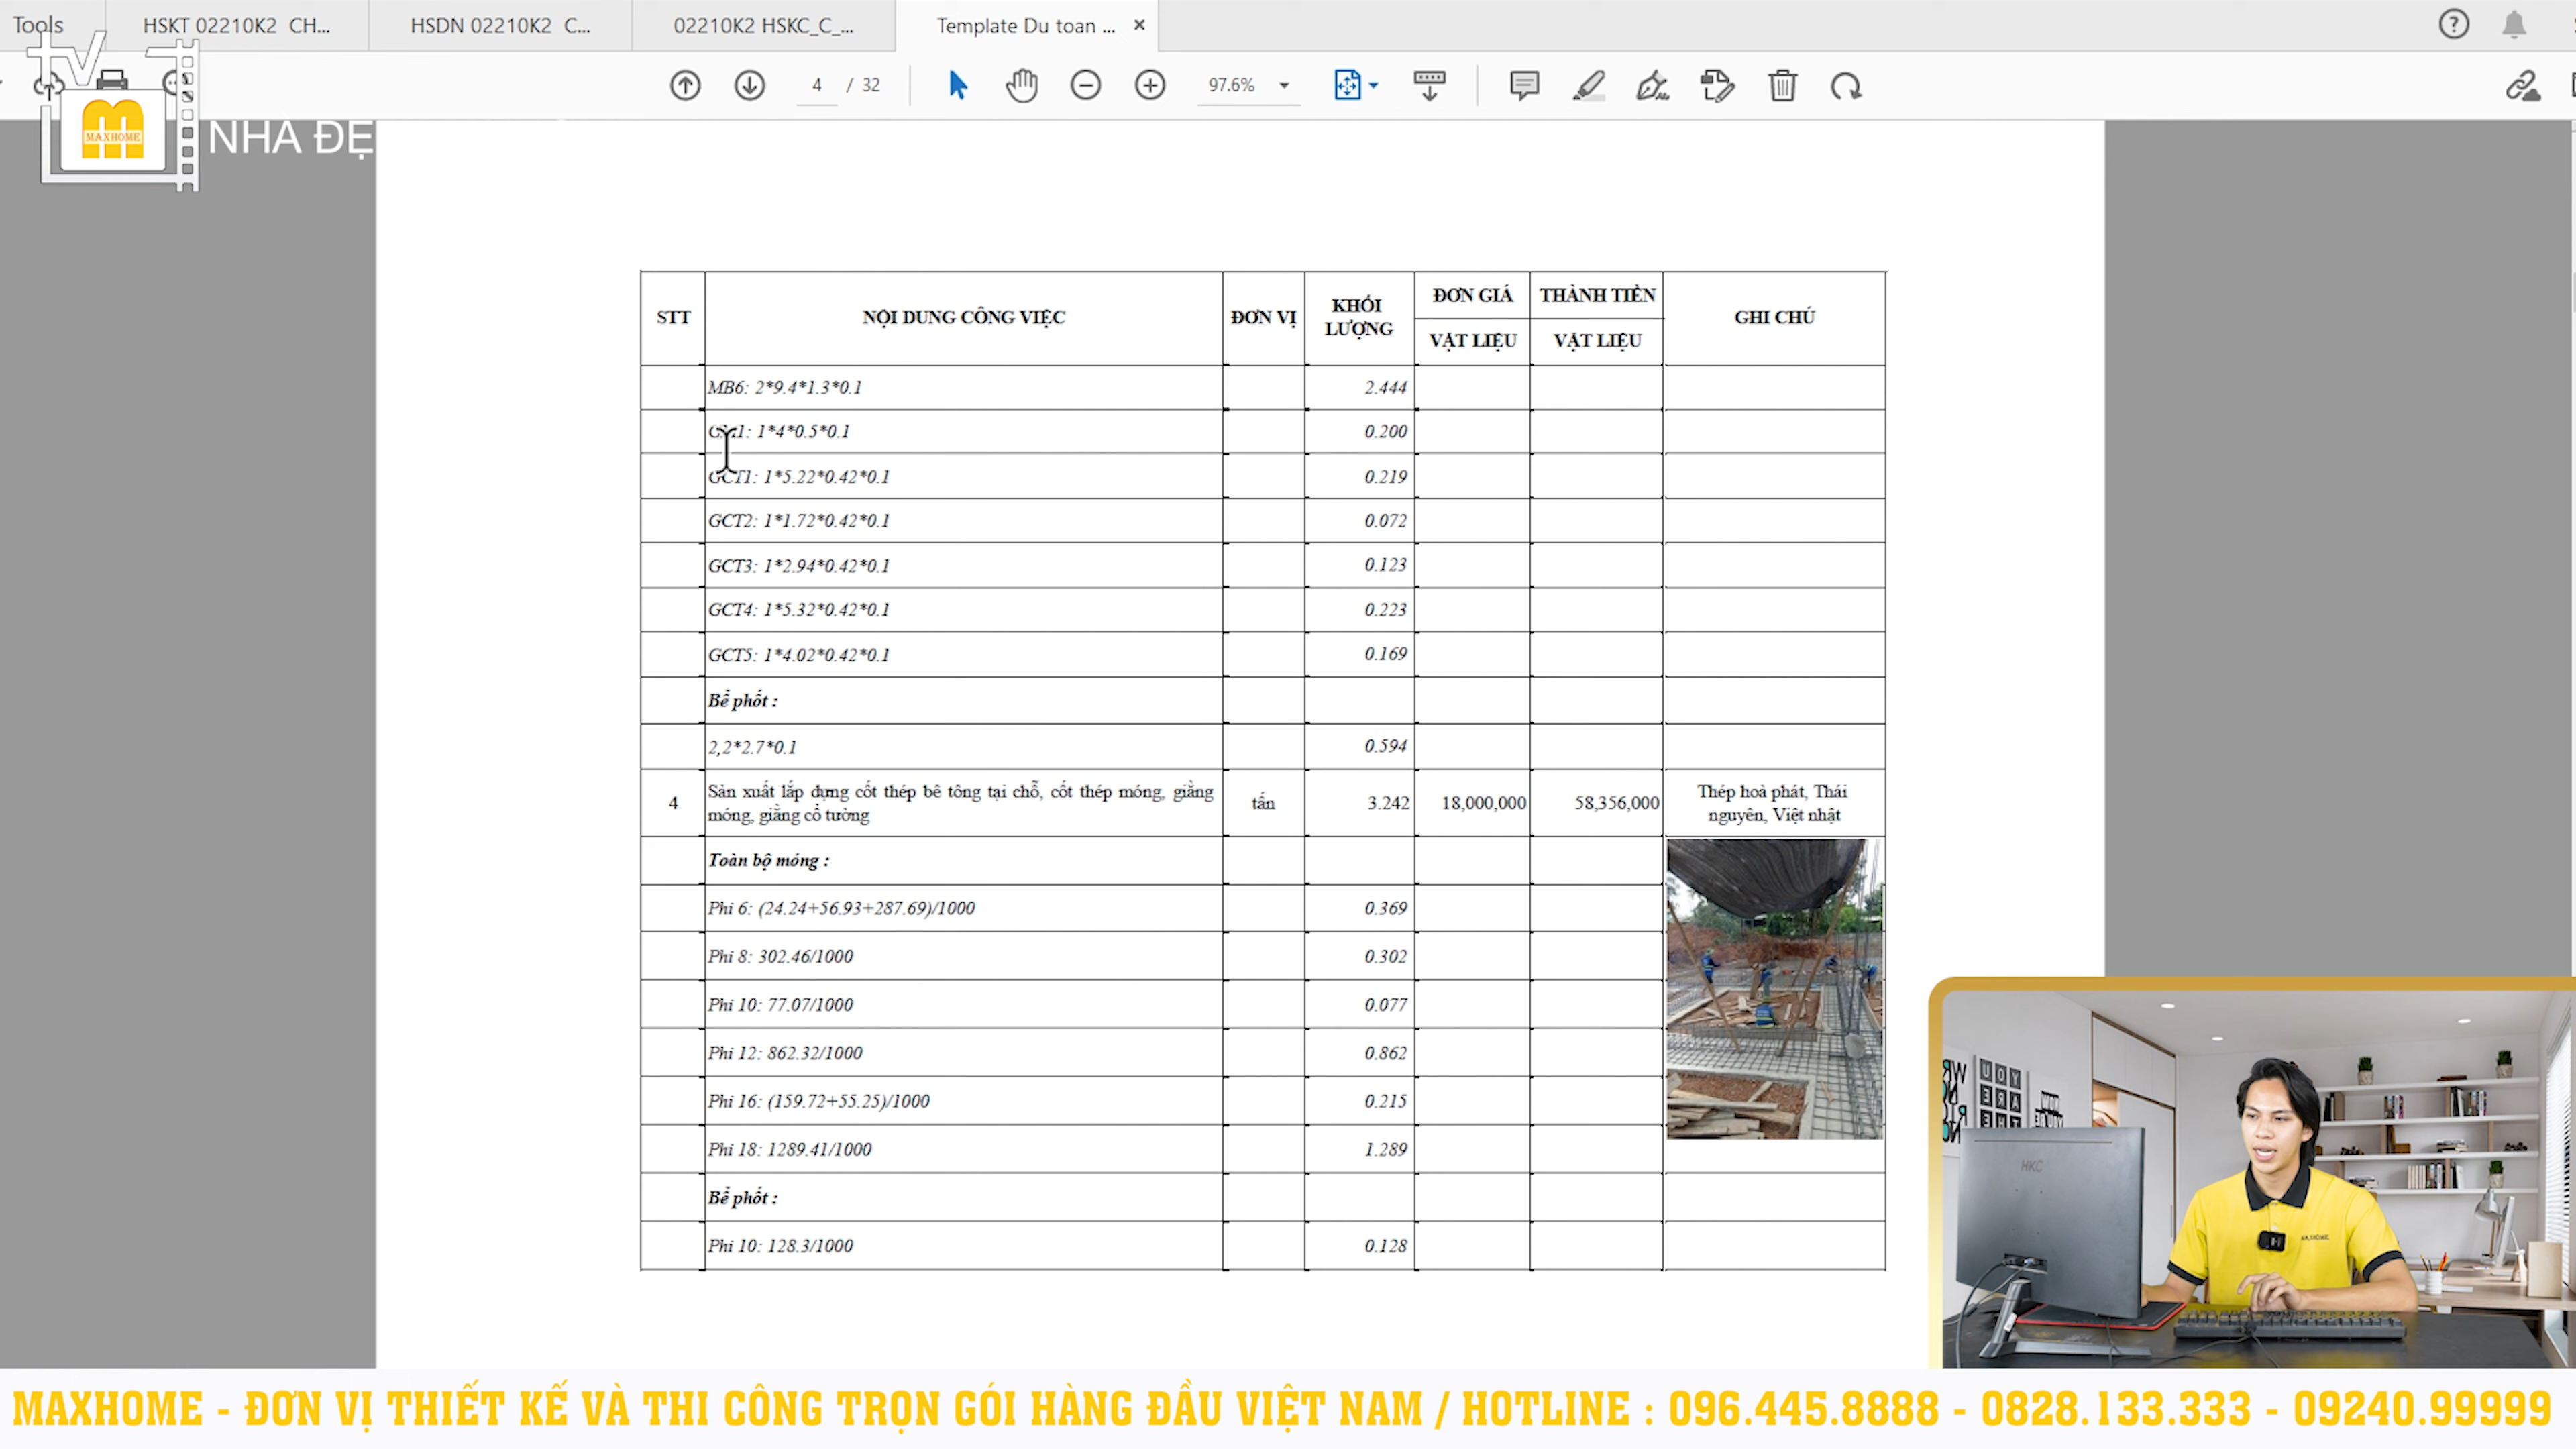 Tools
HSKT 02210K2 CH...
HSDN 02210K2 C...
02210K2 HSKC_C_...
Template Du toan ...
4 / 32
97.6%
tv
MAXHOME
NHÀ ĐẸ
STT
NỘI DUNG CÔNG VIỆC
ĐƠN VỊ
KHỐI LƯỢNG
ĐƠN GIÁ
THÀNH TIỀN
GHI CHÚ
VẬT LIỆU
VẬT LIỆU
MB6: 2*9.4*1.3*0.1 2.444
1*4*0.5*0.1 0.200
GCT1: 1*5.22*0.42*0.1 0.219
GCT2: 1*1.72*0.42*0.1 0.072
GCT3: 1*2.94*0.42*0.1 0.123
GCT4: 1*5.32*0.42*0.1 0.223
GCT5: 1*4.02*0.42*0.1 0.169
Bể phốt :
2,2*2.7*0.1 0.594
4 Sản xuất lắp dựng cốt thép bê tông tại chỗ, cốt thép móng, giằng móng, giằng cổ tường tấn 3.242 18,000,000 58,356,000 Thép hoà phát, Thái nguyên, Việt nhật
Toàn bộ móng :
Phi 6: (24.24+56.93+287.69)/1000 0.369
Phi 8: 302.46/1000 0.302
Phi 10: 77.07/1000 0.077
Phi 12: 862.32/1000 0.862
Phi 16: (159.72+55.25)/1000 0.215
Phi 18: 1289.41/1000 1.289
Bể phốt :
Phi 10: 128.3/1000 0.128
YOU
ARE
THE
HKC
MAXHOME
MAXHOME - ĐƠN VỊ THIẾT KẾ VÀ THI CÔNG TRỌN GÓI HÀNG ĐẦU VIỆT NAM / HOTLINE : 096.445.8888 - 0828.133.333 - 09240.99999